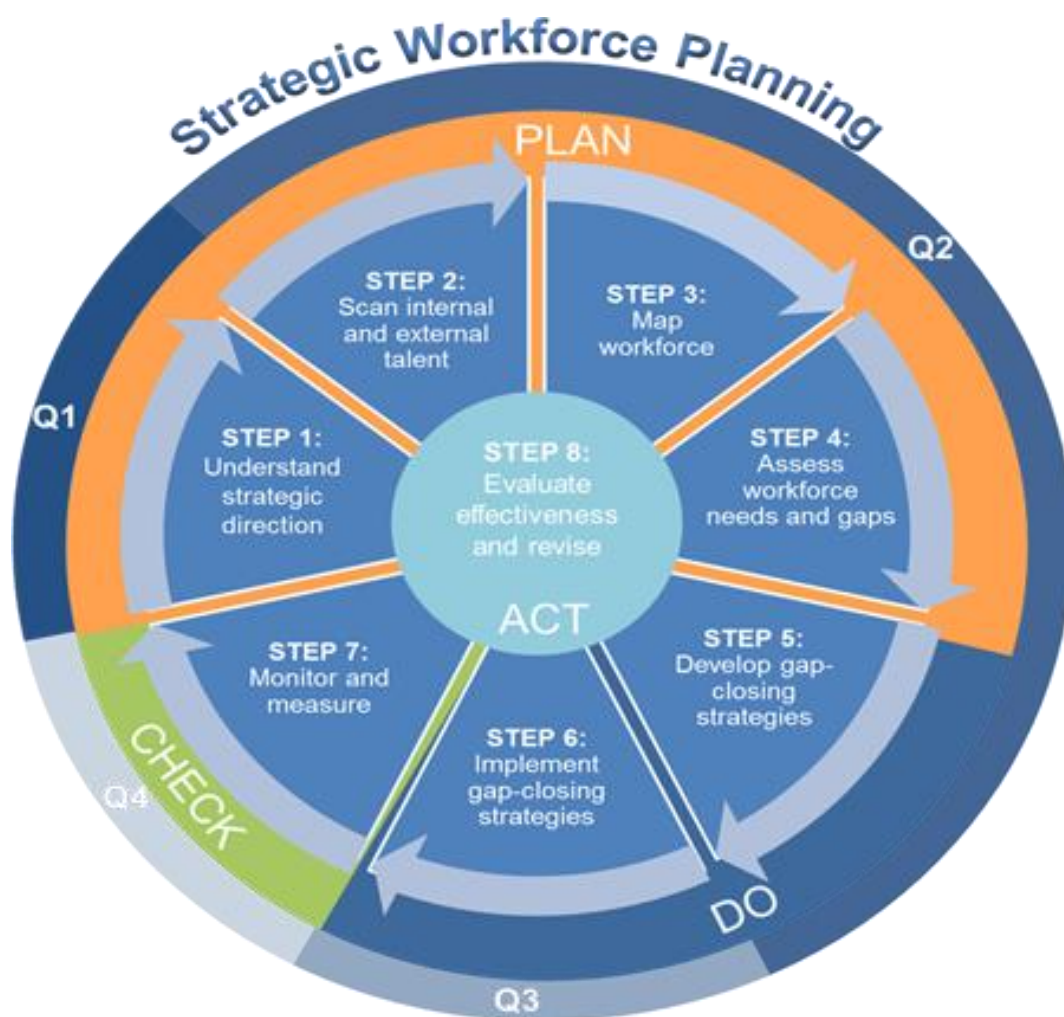 Strategic Workforce Planning
PLAN
Q2
STEP 2:
Scan internal
and external
talent
STEP 3:
Map
workforce
Q1
STEP 1:
Understand
strategic
direction
STEP 8:
Evaluate
effectiveness
and revise
ACT
STEP 4:
Assess
workforce
needs and gaps
STEP 7:
Monitor and
measure
STEP 5:
Develop gap-
closing
strategies
STEP 6:
Implement
gap-closing
strategies
CHECK
Q4
DO
Q3